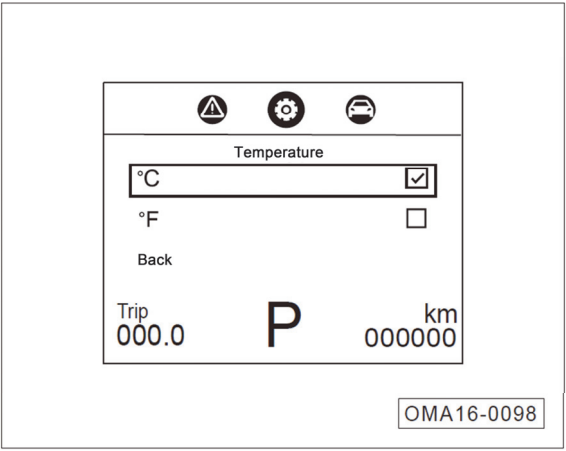 Temperature
°C
°F
Back
Trip
000.0
P
km
000000
OMA16-0098